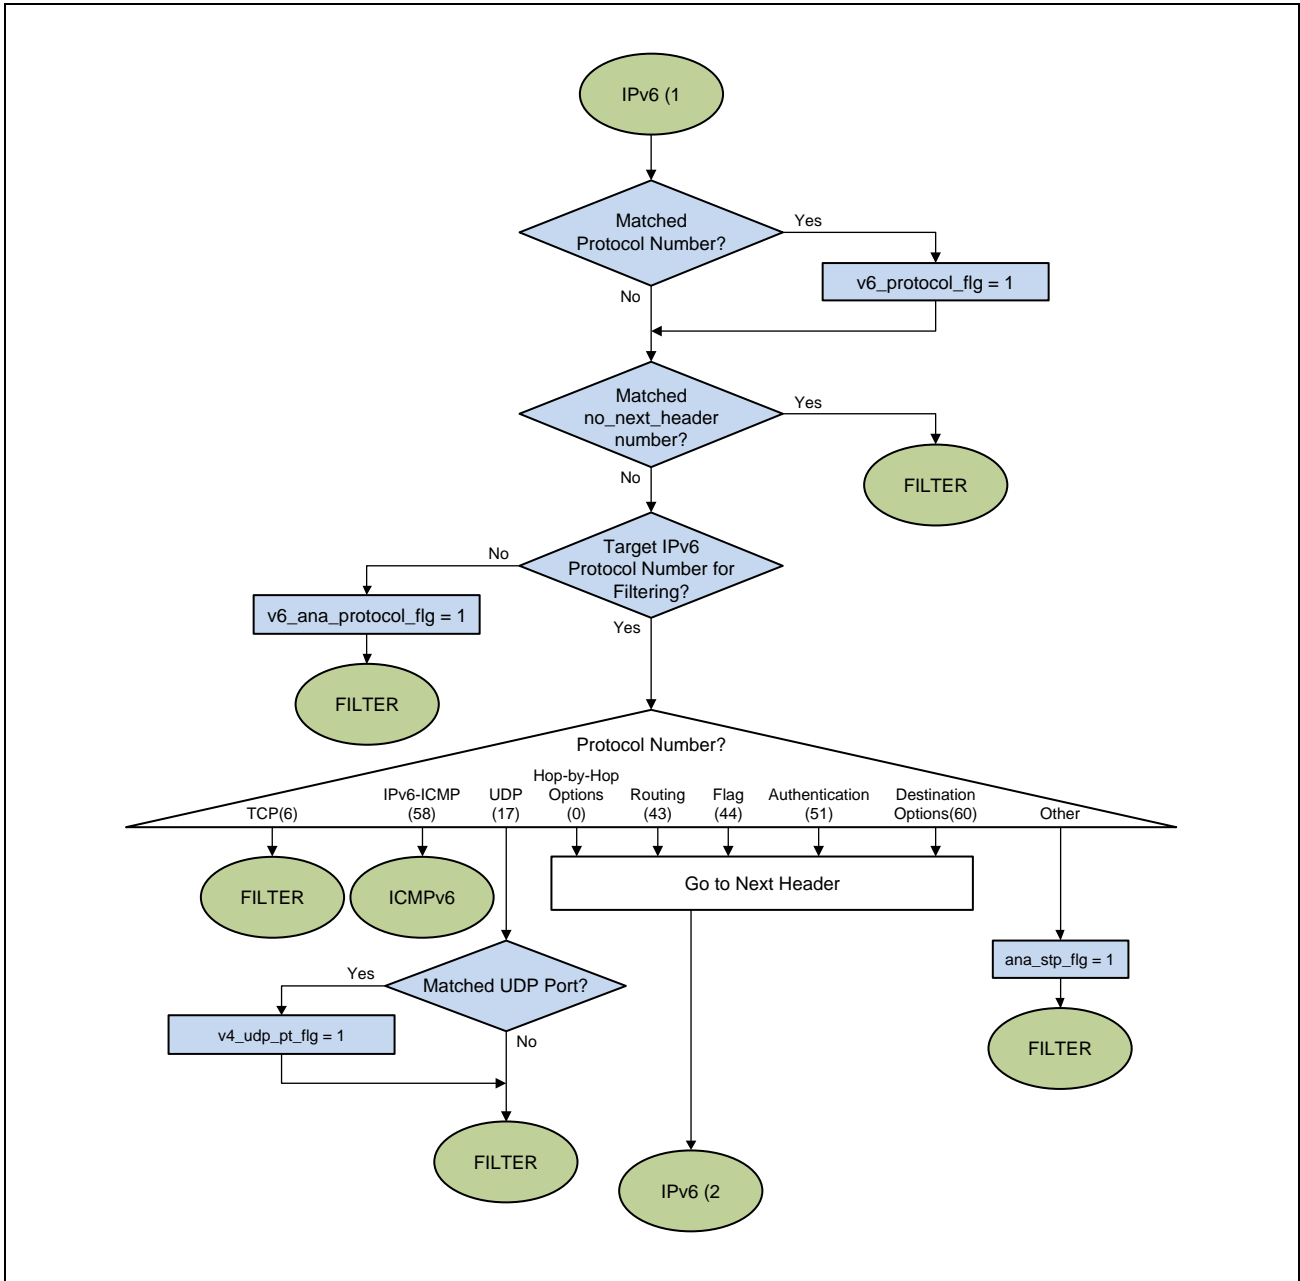 IPv6 (1
Matched
Protocol Number?
Yes
v6_protocol_flg = 1
No
Matched
no_next_header
number?
Yes
FILTER
No
Target IPv6
Protocol Number for
Filtering?
No
v6_ana_protocol_flg = 1
FILTER
Yes
Protocol Number?
TCP(6)
IPv6-ICMP
(58)
UDP
(17)
Hop-by-Hop
Options
(0)
Routing
(43)
Flag
(44)
Authentication
(51)
Destination
Options(60)
Other
FILTER
ICMPv6
Go to Next Header
ana_stp_flg = 1
FILTER
Matched UDP Port?
Yes
v4_udp_pt_flg = 1
No
FILTER
IPv6 (2